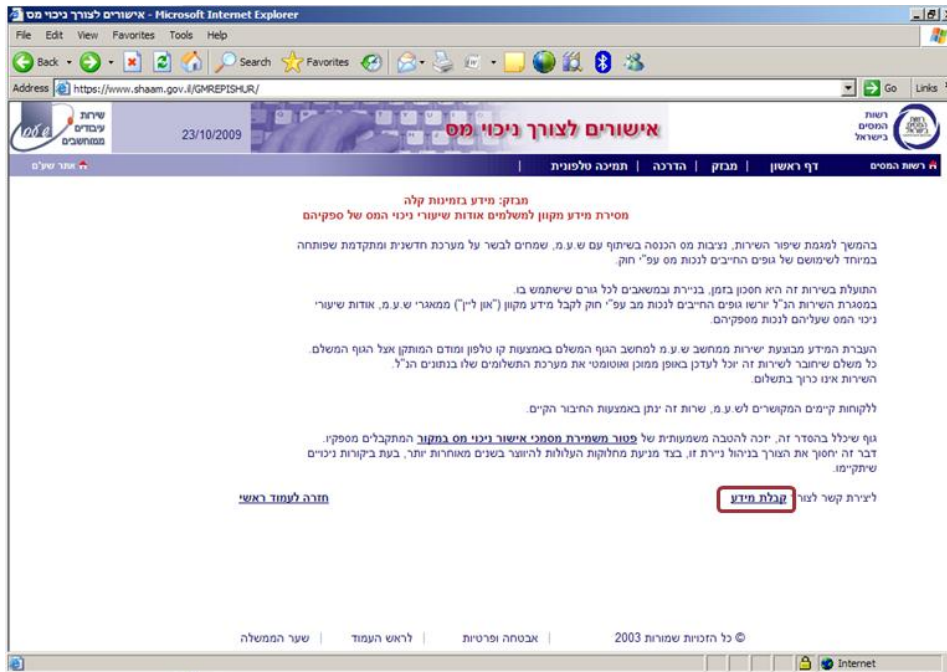 אישורים לצורך ניכוי מס - Microsoft Internet Explorer
File Edit View Favorites Tools Help
Back Search Favorites
Address https://www.shaam.gov.il/GMREPISHUR/ Go Links
רשות המסים בישראל
אישורים לצורך ניכוי מס
23/10/2009
שירות עיבודים ממוחשבים
רשות המסים דף ראשון | מבזק | הדרכה | תמיכה טלפונית | אתר שע"ם
מבזק: מידע בזמינות קלה
מסירת מידע מקוון למשלמים אודות שיעורי ניכוי המס של ספקיהם
בהמשך למגמת שיפור השירות, נציבות מס הכנסה בשיתוף עם ש.ע.מ, שמחים לבשר על מערכת חדשנית ומתקדמת שפותחה
במיוחד לשימושם של גופים החייבים לנכות מס עפ"י חוק.
התועלת בשירות זה היא חסכון בזמן, בניירת ובמשאבים לכל גורם שישתמש בו.
במסגרת השירות הנ"ל יורשו גופים החייבים לנכות מב עפ"י חוק לקבל מידע מקוון ("און ליין") ממאגרי ש.ע.מ, אודות שיעורי
ניכוי המס שעליהם לנכות מספקיהם.
העברת המידע מבוצעת ישירות ממחשב ש.ע.מ למחשב הגוף המשלם באמצעות קו טלפון ומודם המותקן אצל הגוף המשלם.
כל משלם שיחובר לשירות זה יוכל לעדכן באופן ממוכן ואוטומטי את מערכת התשלומים שלו בנתונים הנ"ל.
השירות אינו כרוך בתשלום.
ללקוחות קיימים המקושרים לש.ע.מ, שרות זה ינתן באמצעות החיבור הקיים.
גוף שיכלל בהסדר זה, יזכה להטבה משמעותית של פטור משמירת מסמכי אישור ניכוי מס במקור המתקבלים מספקיו.
דבר זה יחסוך את הצורך בניהול ניירת זו, בצד מניעת מחלוקות העלולות להיווצר בשנים מאוחרות יותר, בעת ביקורות ניכויים
שיתקיימו.
ליצירת קשר לצור קבלת מידע חזרה לעמוד ראשי
© כל הזכויות שמורות 2003 | אבטחה ופרטיות | לראש העמוד | שער הממשלה
Internet